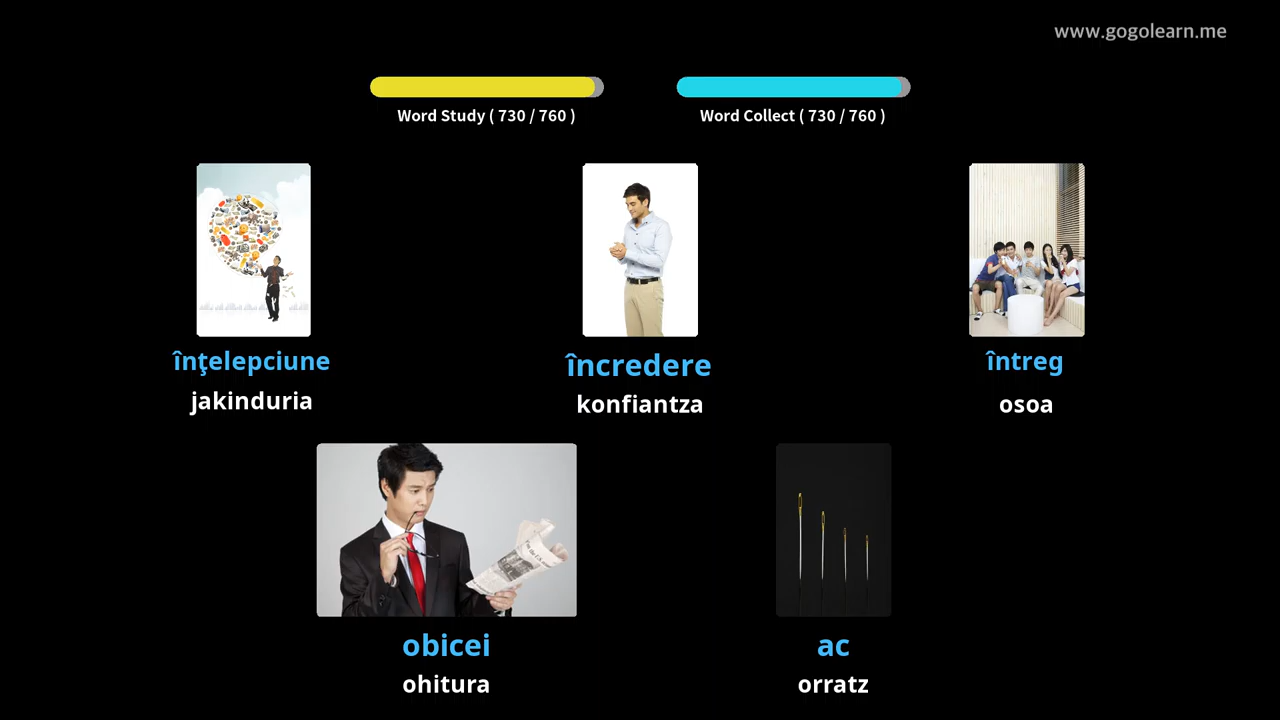 www.gogolearn.me
Word Study ( 730 / 760 )
Word Collect ( 730 / 760 )
înţelepciune
jakinduria
încredere
konfiantza
întreg
osoa
obicei
ohitura
ac
orratz